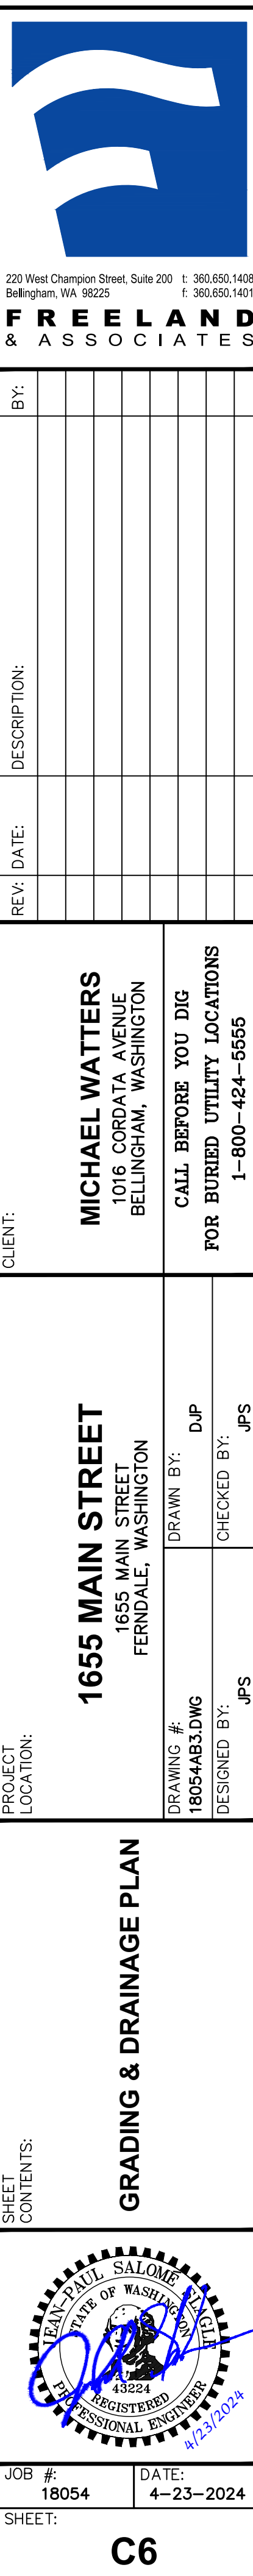 220 West Champion Street, Suite 200 t: 360.650.1408
Bellingham, WA 98225 f: 360.650.1401
FREELAND
& ASSOCIATES
REV: DATE: DESCRIPTION: BY:
CLIENT:
MICHAEL WATTERS
1016 CORDATA AVENUE
BELLINGHAM, WASHINGTON
CALL BEFORE YOU DIG
FOR BURIED UTILITY LOCATIONS
1-800-424-5555
PROJECT
LOCATION:
1655 MAIN STREET
1655 MAIN STREET
FERNDALE, WASHINGTON
DRAWING #:
18054AB3.DWG
DRAWN BY:
DJP
DESIGNED BY:
JPS
CHECKED BY:
JPS
SHEET
CONTENTS:
GRADING & DRAINAGE PLAN
JEAN-PAUL SALOMÉ
STATE OF WASHINGTON
43224
REGISTERED
PROFESSIONAL ENGINEER
4/23/2024
JOB #:
18054
DATE:
4-23-2024
SHEET:
C6